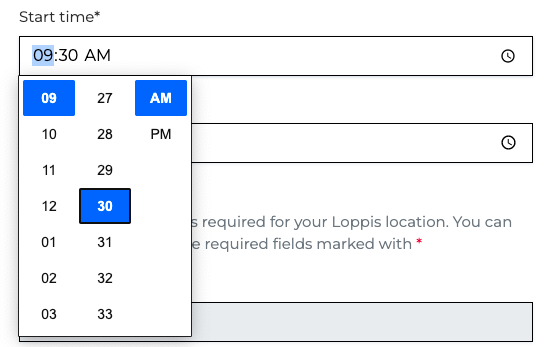 Start time*
09:30 AM
09 27 AM
10 28 PM
11 29
12 30
01 31
02 32
03 33
s required for your Loppis location. You can
e required fields marked with *